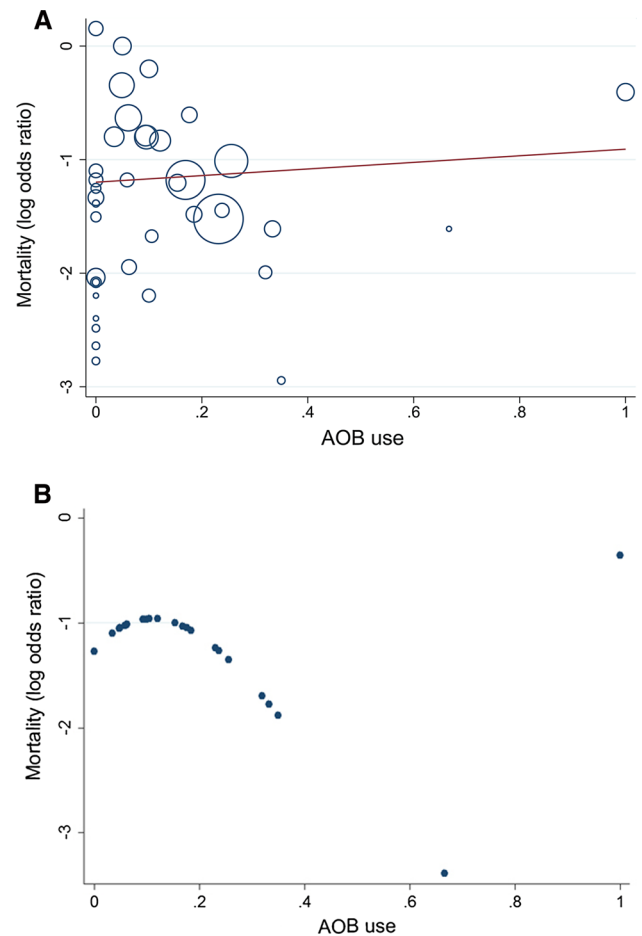 A
Mortality (log odds ratio)
0
-1
-2
-3
0 .2 .4 .6 .8 1
AOB use
B
Mortality (log odds ratio)
0
-1
-2
-3
0 .2 .4 .6 .8 1
AOB use